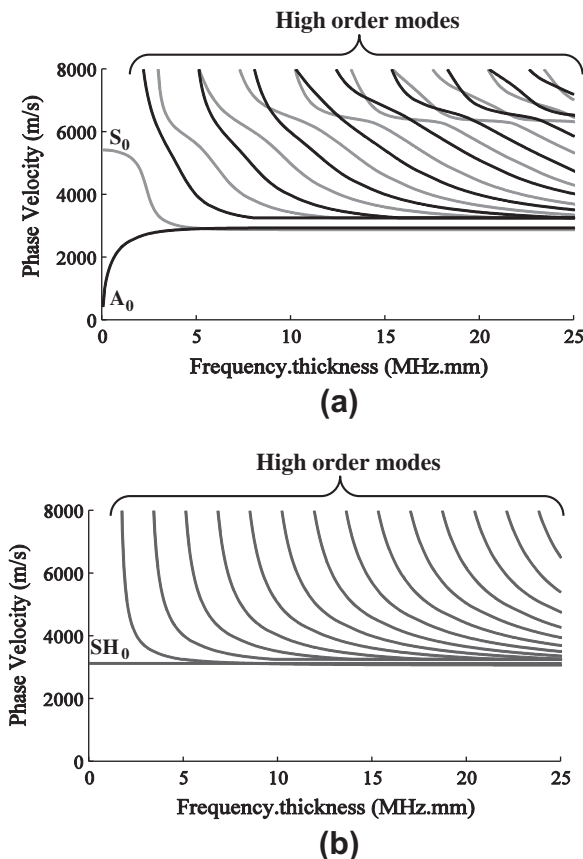 High order modes
8000
6000
4000
2000
0
Phase Velocity (m/s)
S0
A0
0 5 10 15 20 25
Frequency.thickness (MHz.mm)
(a)
High order modes
8000
6000
4000
2000
0
Phase Velocity (m/s)
SH0
0 5 10 15 20 25
Frequency.thickness (MHz.mm)
(b)